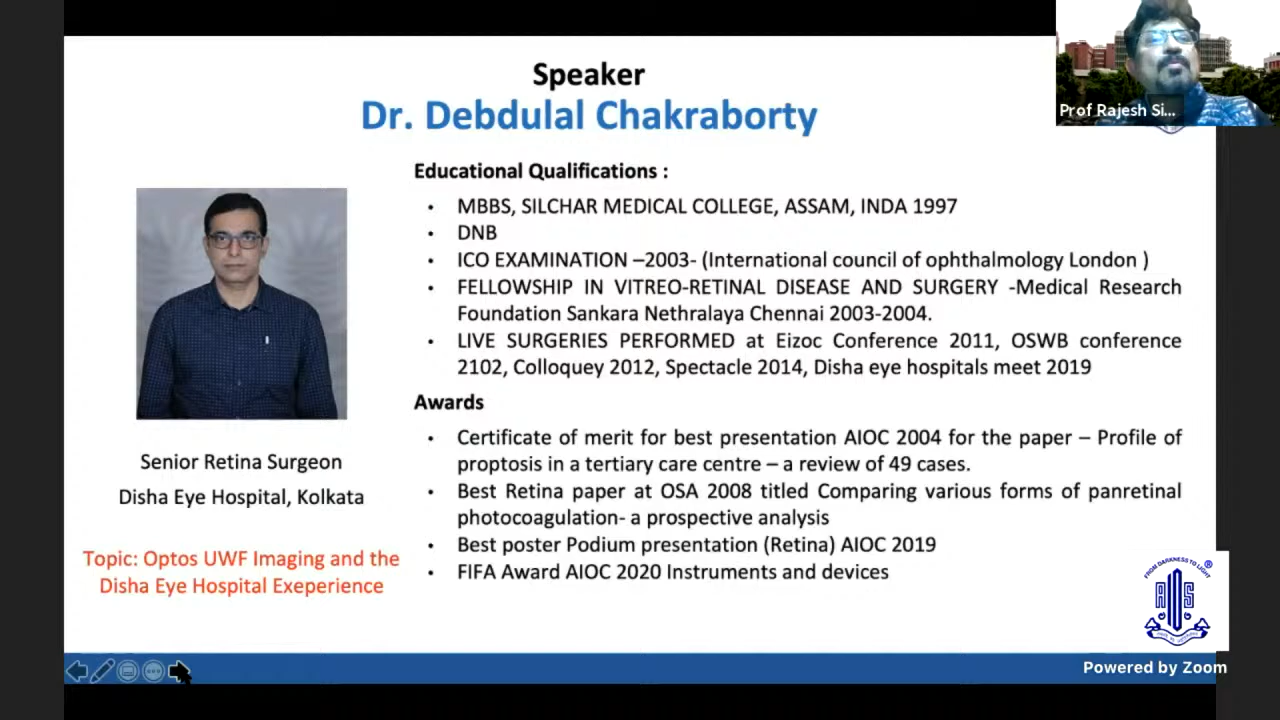 Speaker
Dr. Debdulal Chakraborty
Prof Rajesh Si...
Educational Qualifications :
• MBBS, SILCHAR MEDICAL COLLEGE, ASSAM, INDA 1997
• DNB
• ICO EXAMINATION –2003- (International council of ophthalmology London )
• FELLOWSHIP IN VITREO-RETINAL DISEASE AND SURGERY -Medical Research
Foundation Sankara Nethralaya Chennai 2003-2004.
• LIVE SURGERIES PERFORMED at Eizoc Conference 2011, OSWB conference
2102, Colloquey 2012, Spectacle 2014, Disha eye hospitals meet 2019
Awards
• Certificate of merit for best presentation AIOC 2004 for the paper – Profile of
proptosis in a tertiary care centre – a review of 49 cases.
• Best Retina paper at OSA 2008 titled Comparing various forms of panretinal
photocoagulation- a prospective analysis
• Best poster Podium presentation (Retina) AIOC 2019
• FIFA Award AIOC 2020 Instruments and devices
Senior Retina Surgeon
Disha Eye Hospital, Kolkata
Topic: Optos UWF Imaging and the
Disha Eye Hospital Exeperience
FROM DARKNESS TO LIGHT ®
AIOS
Powered by Zoom